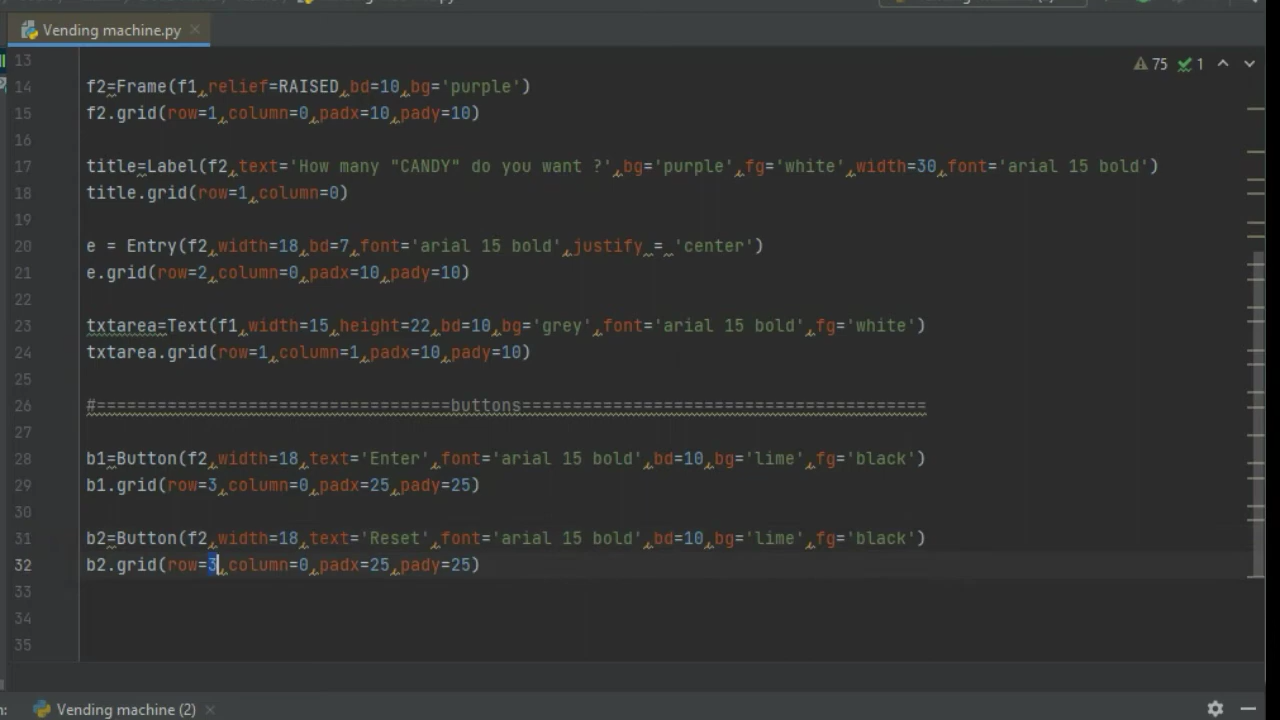 Vending machine.py
75 1
13
14 f2=Frame(f1,relief=RAISED,bd=10,bg='purple')
15 f2.grid(row=1,column=0,padx=10,pady=10)
16
17 title=Label(f2,text='How many "CANDY" do you want ?',bg='purple',fg='white',width=30,font='arial 15 bold')
18 title.grid(row=1,column=0)
19
20 e = Entry(f2,width=18,bd=7,font='arial 15 bold',justify = 'center')
21 e.grid(row=2,column=0,padx=10,pady=10)
22
23 txtarea=Text(f1,width=15,height=22,bd=10,bg='grey',font='arial 15 bold',fg='white')
24 txtarea.grid(row=1,column=1,padx=10,pady=10)
25
26 #===================================buttons========================================
27
28 b1=Button(f2,width=18,text='Enter',font='arial 15 bold',bd=10,bg='lime',fg='black')
29 b1.grid(row=3,column=0,padx=25,pady=25)
30
31 b2=Button(f2,width=18,text='Reset',font='arial 15 bold',bd=10,bg='lime',fg='black')
32 b2.grid(row=3,column=0,padx=25,pady=25)
33
34
35
Vending machine (2)